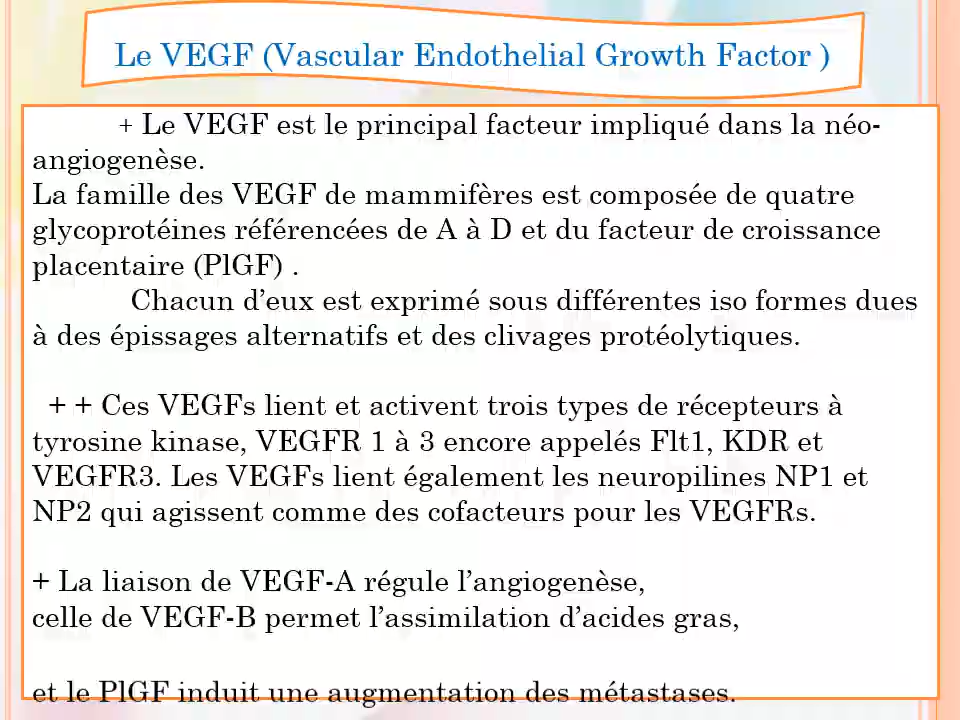 Le VEGF (Vascular Endothelial Growth Factor )
+ Le VEGF est le principal facteur impliqué dans la néo-
angiogenèse.
La famille des VEGF de mammifères est composée de quatre
glycoprotéines référencées de A à D et du facteur de croissance
placentaire (PlGF) .
Chacun d’eux est exprimé sous différentes iso formes dues
à des épissages alternatifs et des clivages protéolytiques.
+ + Ces VEGFs lient et activent trois types de récepteurs à
tyrosine kinase, VEGFR 1 à 3 encore appelés Flt1, KDR et
VEGFR3. Les VEGFs lient également les neuropilines NP1 et
NP2 qui agissent comme des cofacteurs pour les VEGFRs.
+ La liaison de VEGF-A régule l’angiogenèse,
celle de VEGF-B permet l’assimilation d’acides gras,
et le PlGF induit une augmentation des métastases.